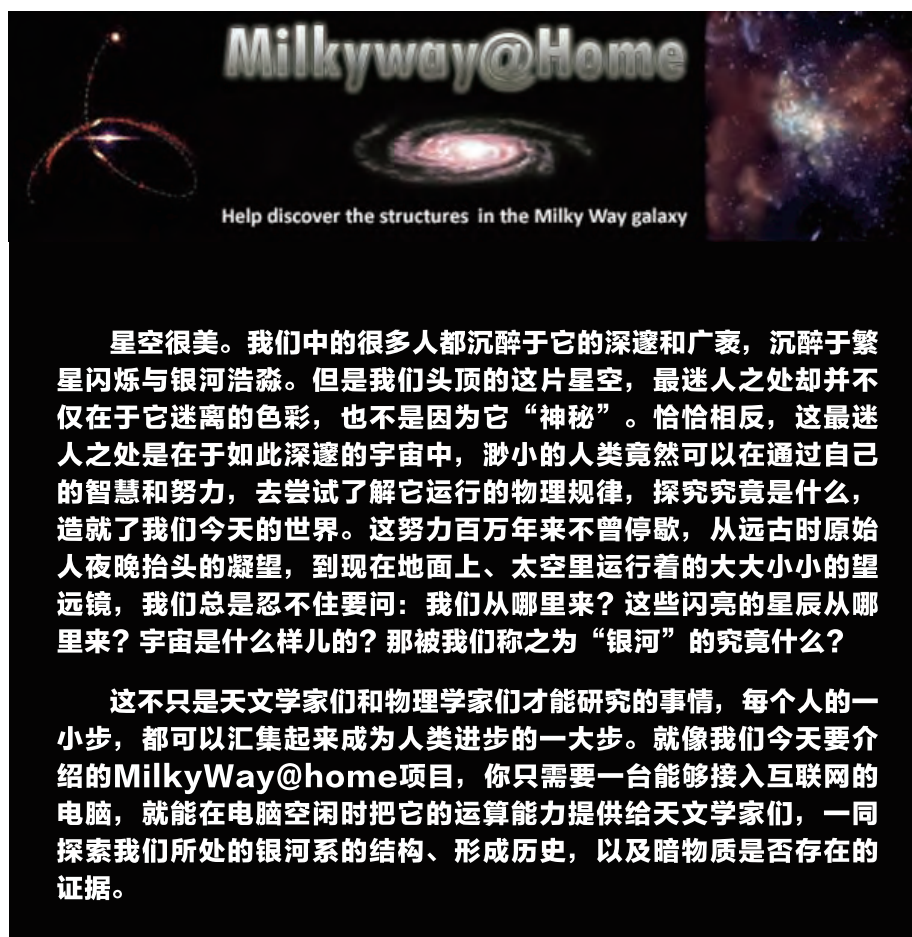 Milkyway@Home
Help discover the structures in the Milky Way galaxy
星空很美。我们中的很多人都沉醉于它的深邃和广袤，沉醉于繁
星闪烁与银河浩淼。但是我们头顶的这片星空，最迷人之处却并不
仅在于它迷离的色彩，也不是因为它“神秘”。恰恰相反，这最迷
人之处是在于如此深邃的宇宙中，渺小的人类竟然可以在通过自己
的智慧和努力，去尝试了解它运行的物理规律，探究究竟是什么，
造就了我们今天的世界。这努力百万年来不曾停歇，从远古时原始
人夜晚抬头的凝望，到现在地面上、太空里运行着的大大小小的望
远镜，我们总是忍不住要问：我们从哪里来？这些闪亮的星辰从哪
里来？宇宙是什么样儿的？那被我们称之为“银河”的究竟什么？
这不只是天文学家们和物理学家们才能研究的事情，每个人的一
小步，都可以汇集起来成为人类进步的一大步。就像我们今天要介
绍的MilkyWay@home项目，你只需要一台能够接入互联网的
电脑，就能在电脑空闲时把它的运算能力提供给天文学家们，一同
探索我们所处的银河系的结构、形成历史，以及暗物质是否存在的
证据。